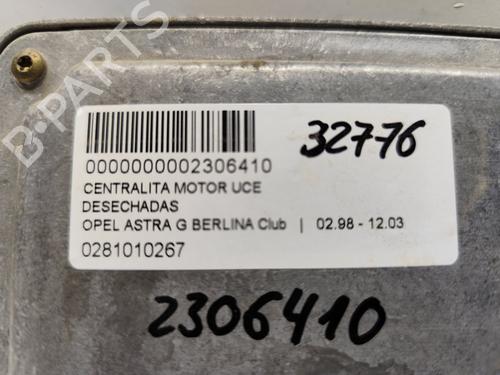 32776
0000000002306410
CENTRALITA MOTOR UCE
DESECHADAS
OPEL ASTRA G BERLINA Club | 02.98 - 12.03
0281010267
2306410
B-PARTS